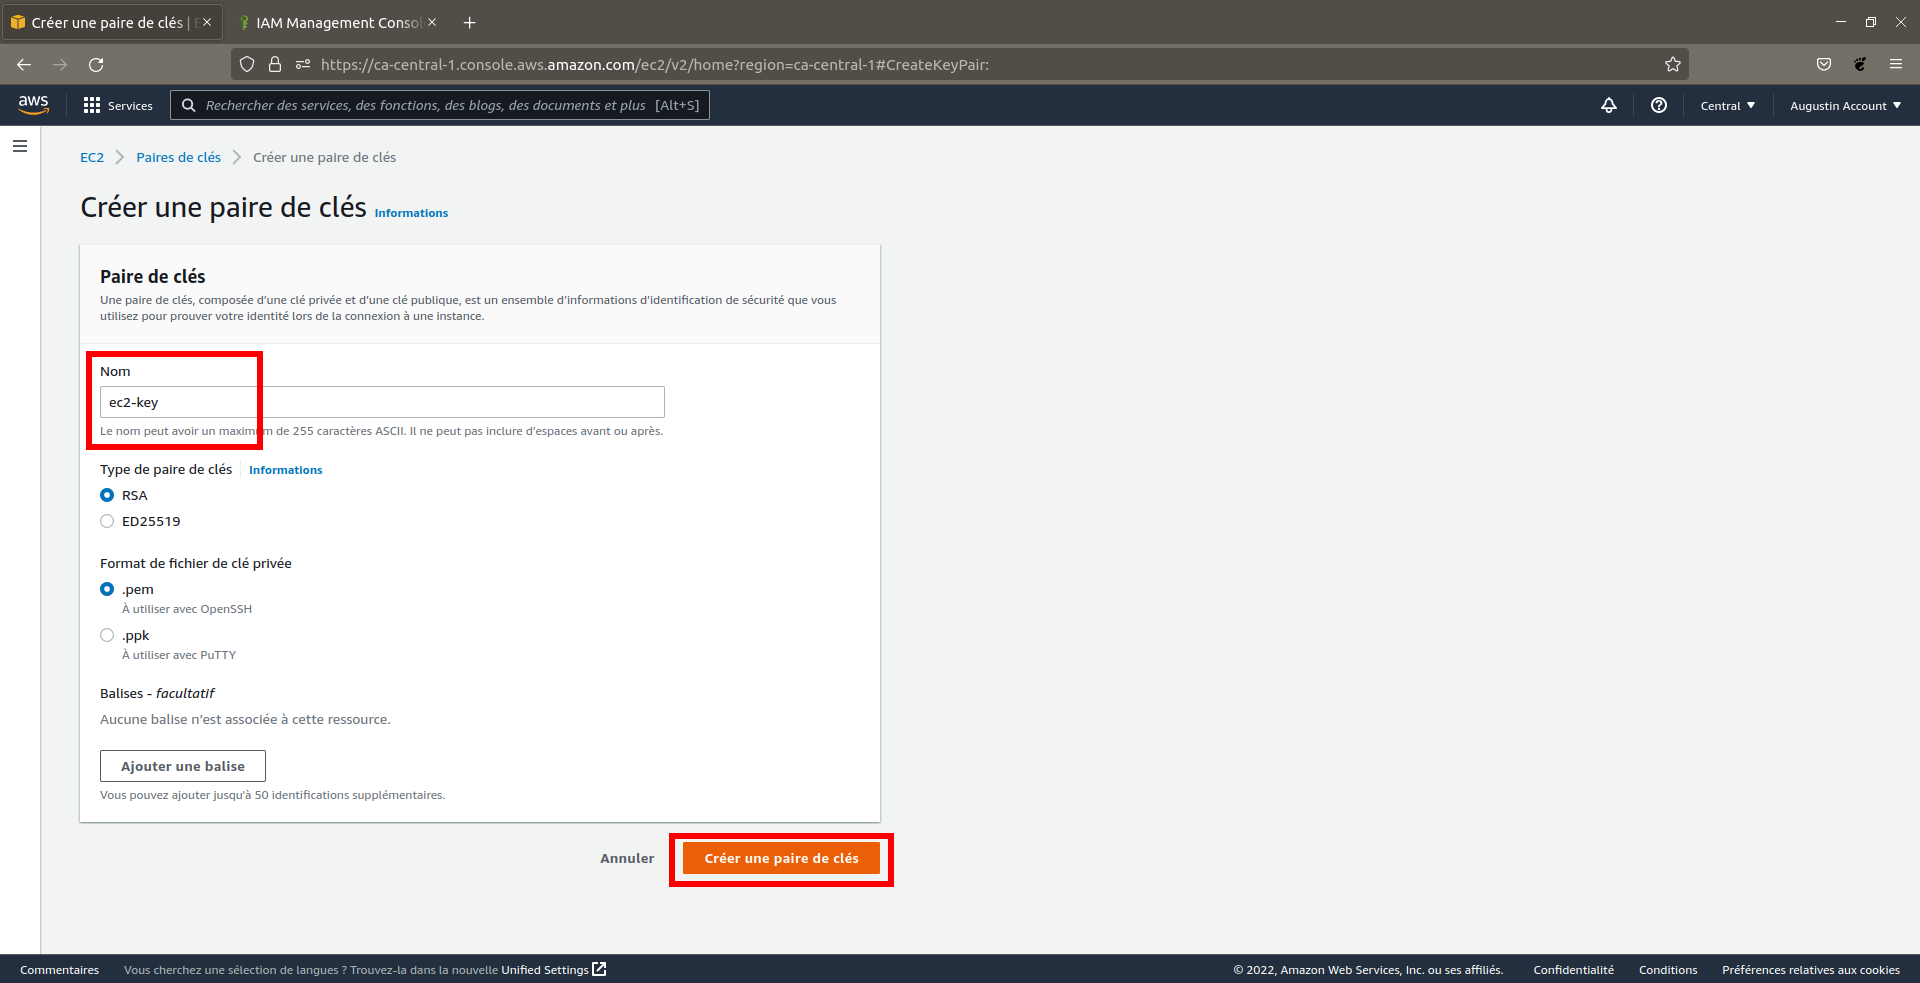 Créer une paire de clés |
IAM Management Consol
https://ca-central-1.console.aws.amazon.com/ec2/v2/home?region=ca-central-1#CreateKeyPair:
aws
Services
Rechercher des services, des fonctions, des blogs, des documents et plus [Alt+S]
Central
Augustin Account
EC2 > Paires de clés > Créer une paire de clés
Créer une paire de clés Informations
Paire de clés
Une paire de clés, composée d'une clé privée et d'une clé publique, est un ensemble d'informations d'identification de sécurité que vous
utilisez pour prouver votre identité lors de la connexion à une instance.
Nom
ec2-key
Le nom peut avoir un maximum de 255 caractères ASCII. Il ne peut pas inclure d'espaces avant ou après.
Type de paire de clés Informations
RSA
ED25519
Format de fichier de clé privée
.pem
À utiliser avec OpenSSH
.ppk
À utiliser avec PuTTY
Balises - facultatif
Aucune balise n'est associée à cette ressource.
Ajouter une balise
Vous pouvez ajouter jusqu'à 50 identifications supplémentaires.
Annuler
Créer une paire de clés
Commentaires
Vous cherchez une sélection de langues ? Trouvez-la dans la nouvelle Unified Settings
© 2022, Amazon Web Services, Inc. ou ses affiliés.
Confidentialité
Conditions
Préférences relatives aux cookies